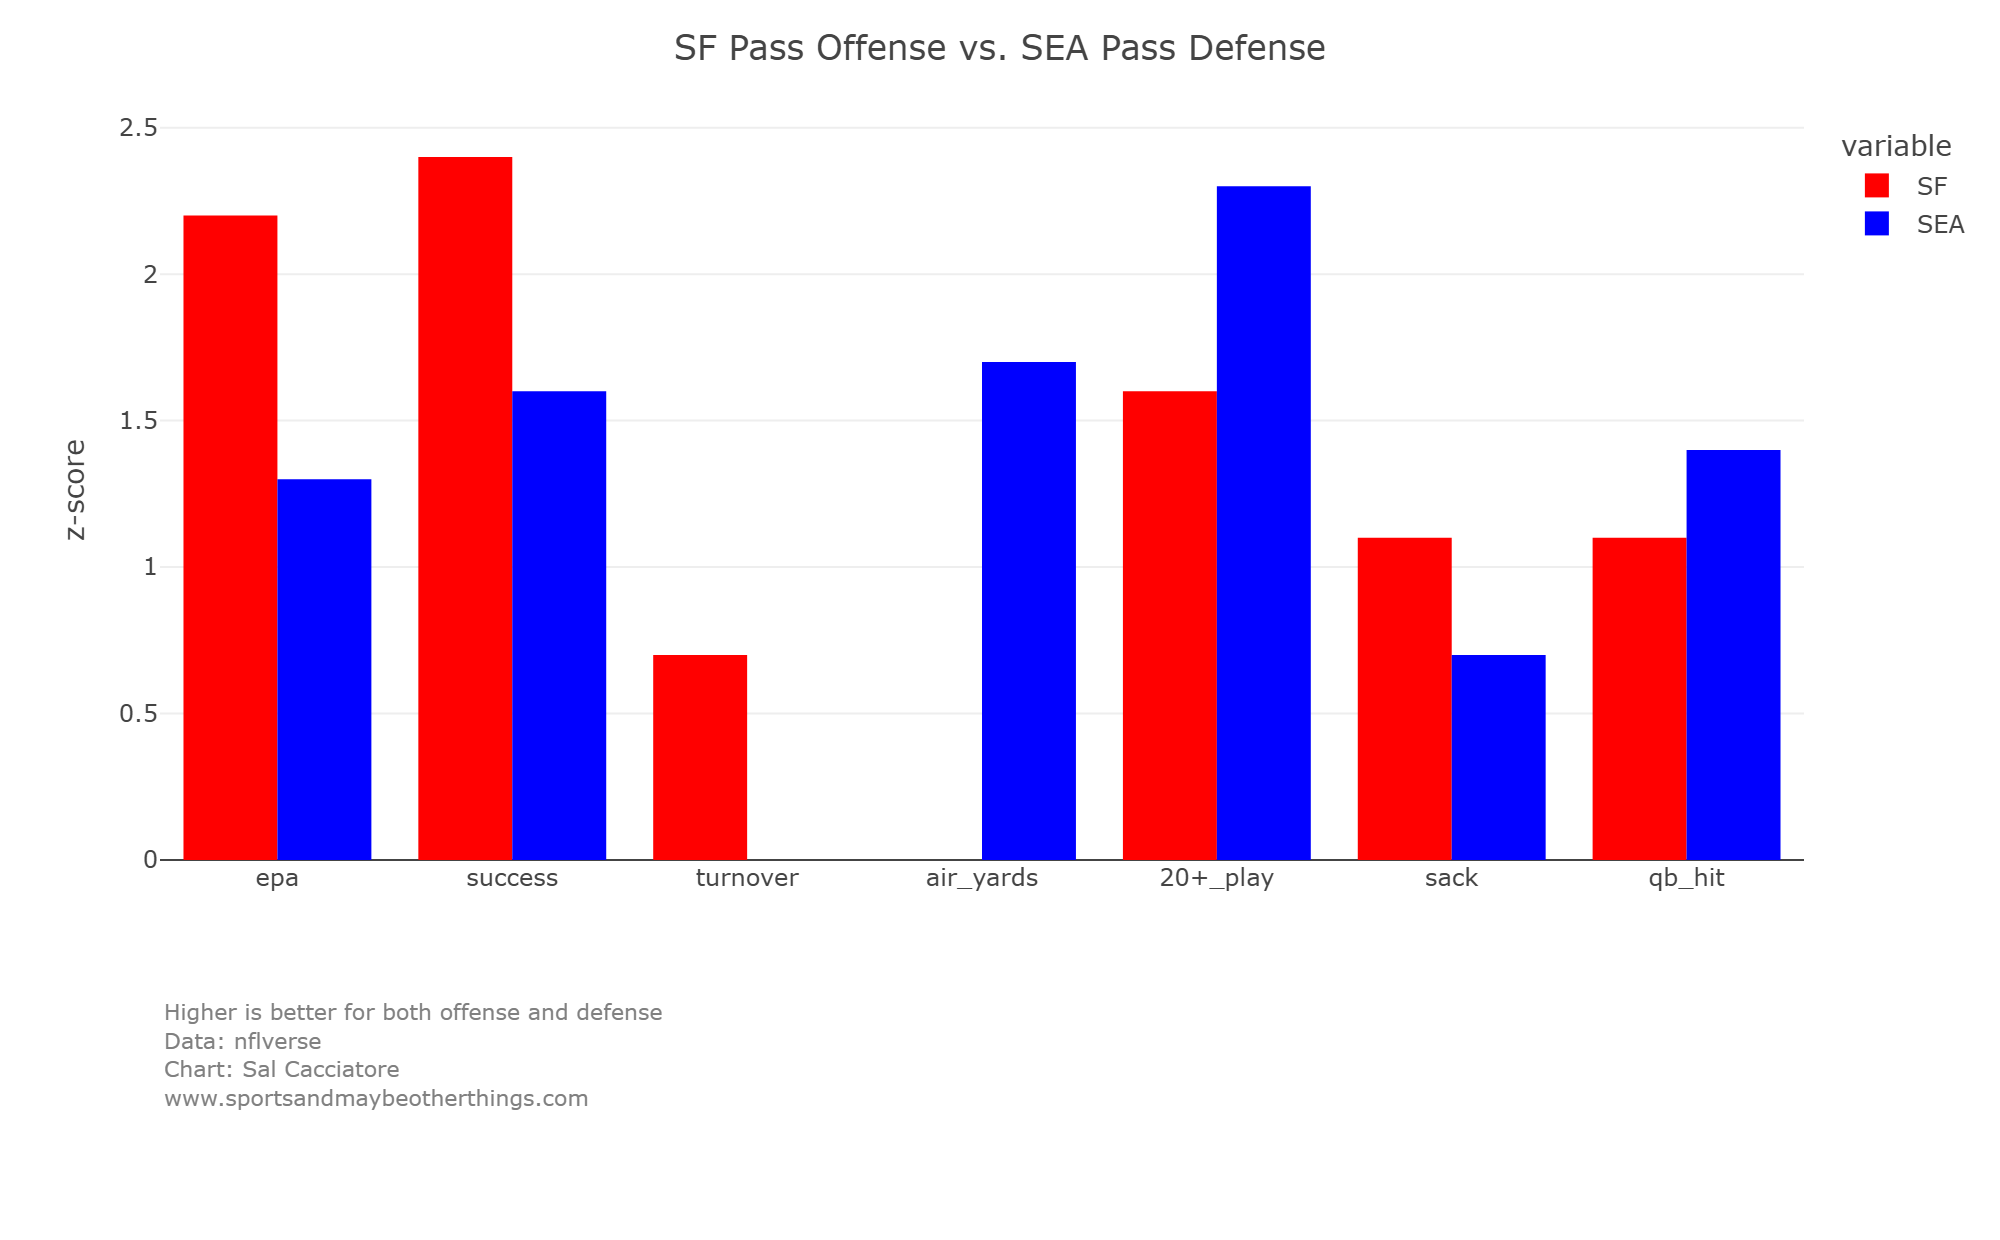 SF Pass Offense vs. SEA Pass Defense
2.5
2
1.5
1
0.5
0
z-score
epa success turnover air_yards 20+_play sack qb_hit
variable
SF
SEA
Higher is better for both offense and defense
Data: nflverse
Chart: Sal Cacciatore
www.sportsandmaybeotherthings.com